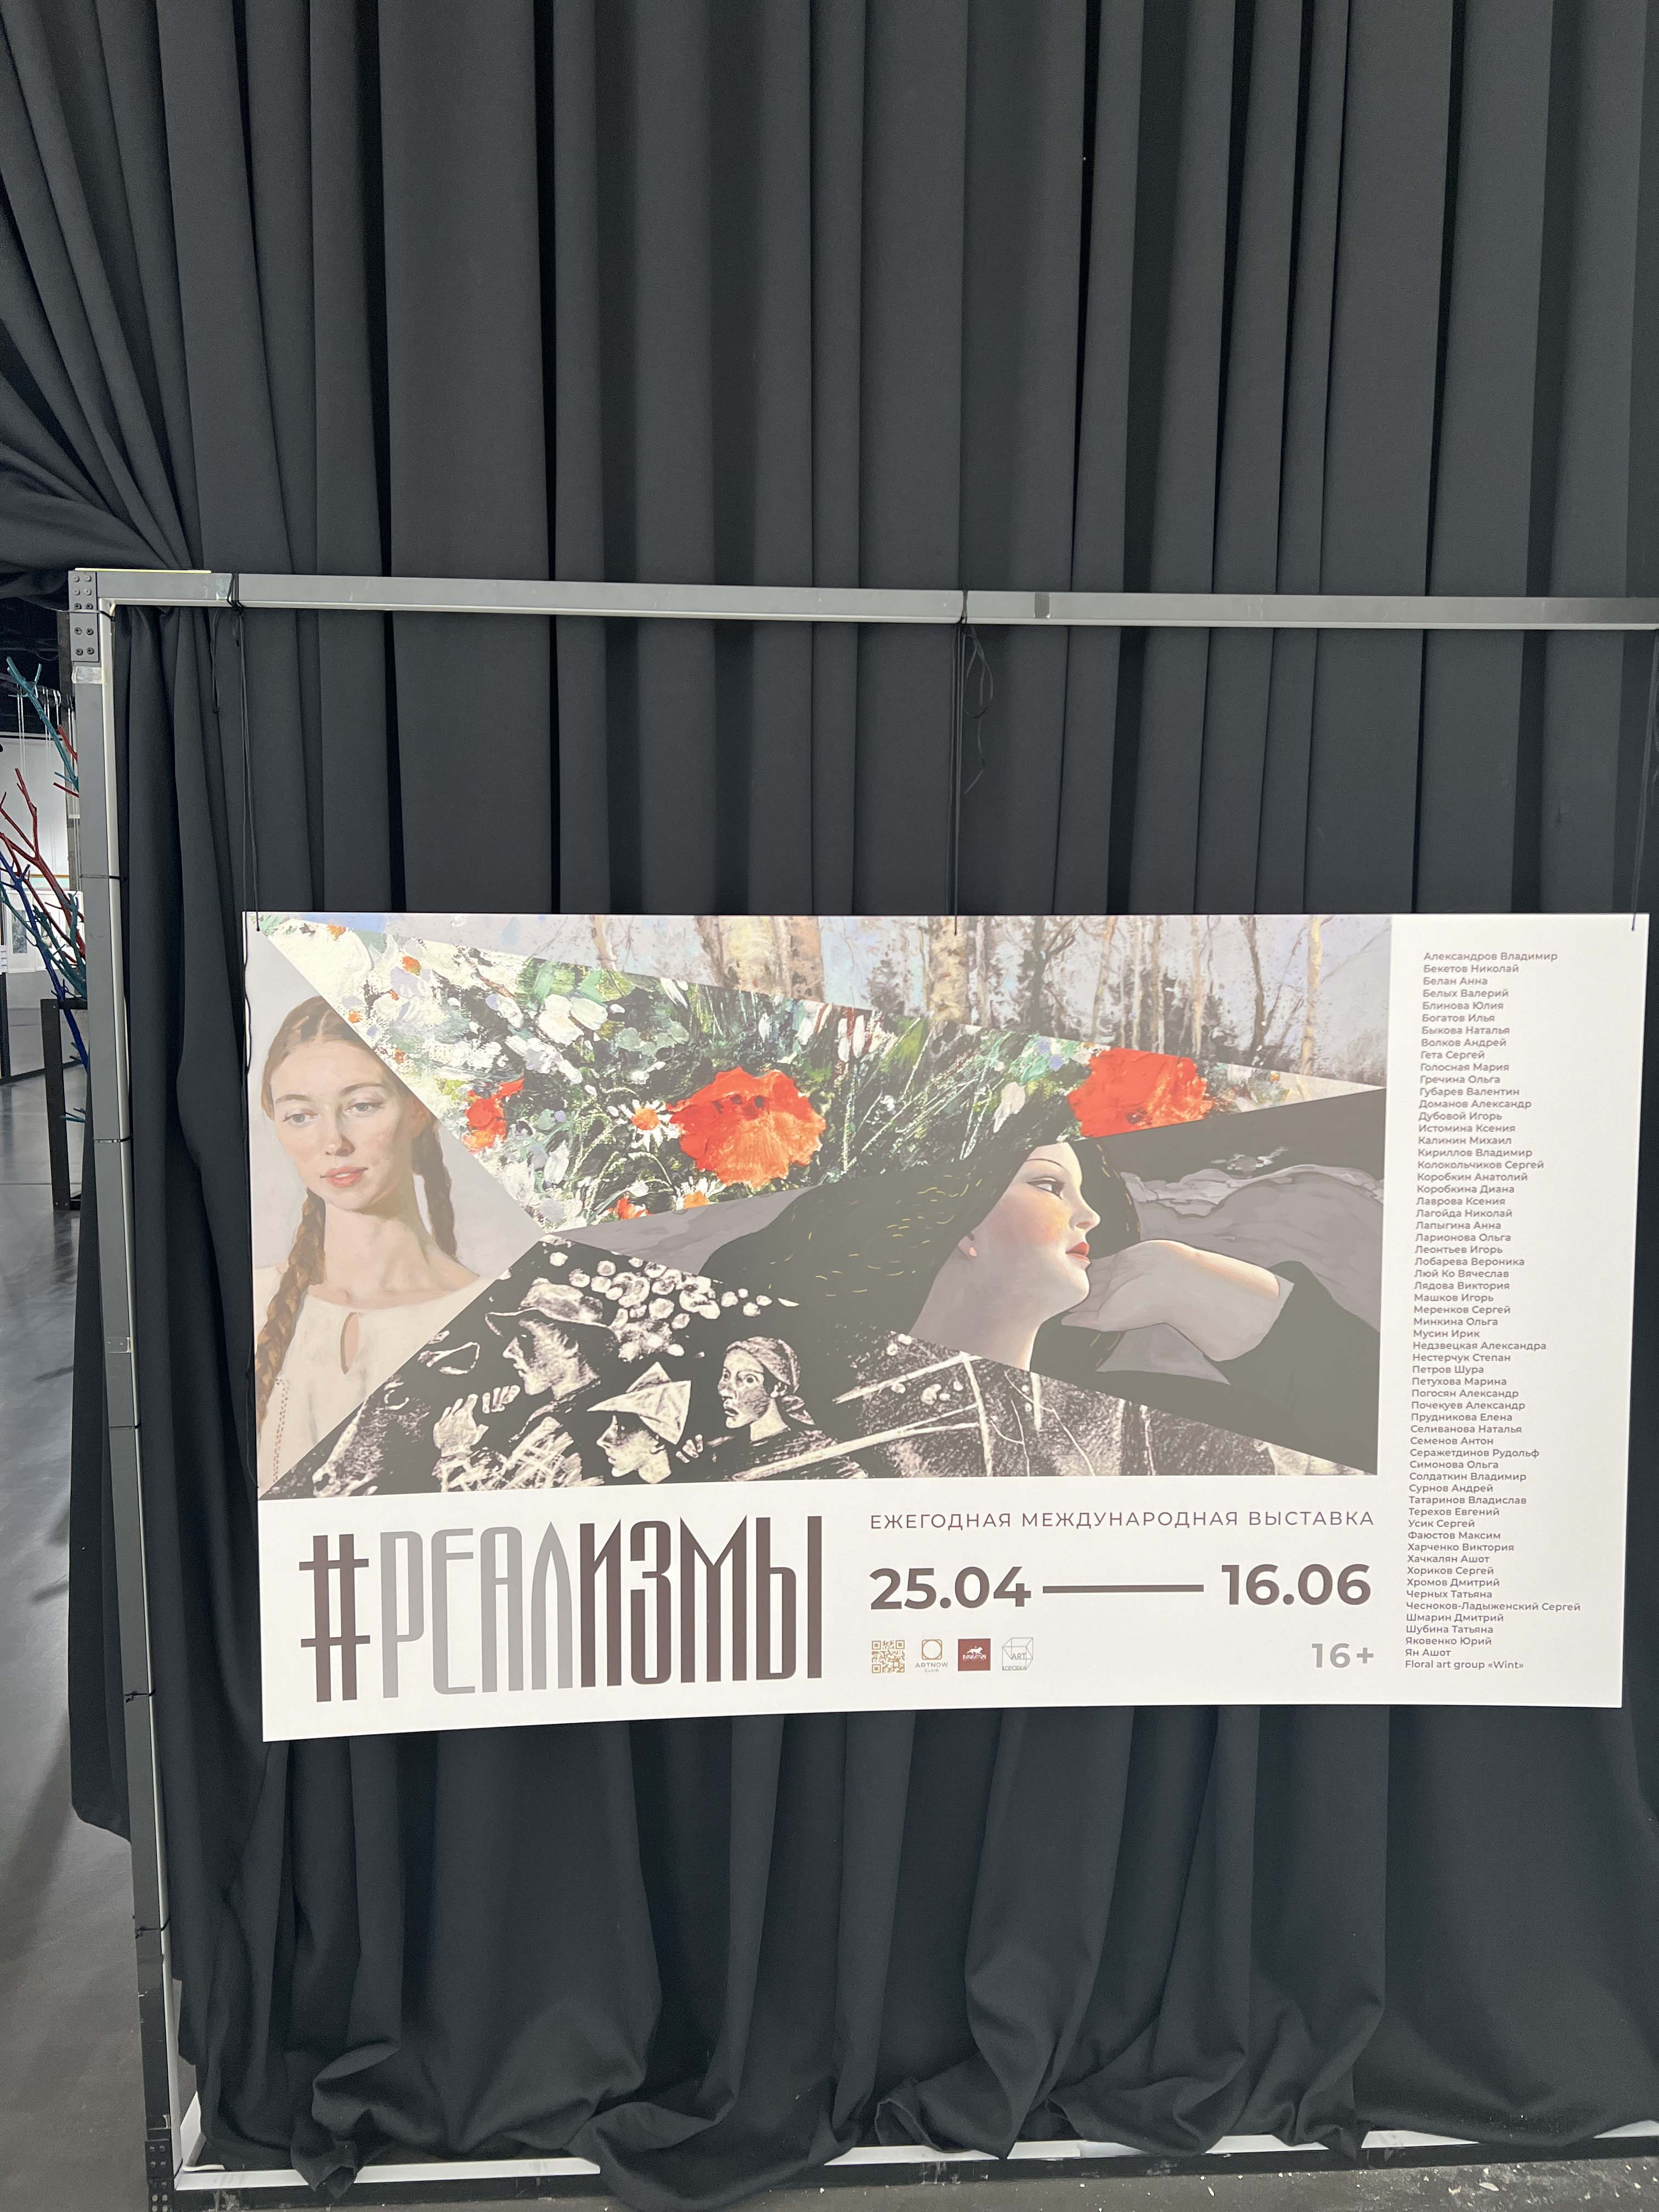 Александров Владимир
Бекетов Николай
Белан Анна
Белых Валерий
Блинова Юлия
Богатов Илья
Быкова Наталья
Волков Андрей
Гета Сергей
Голосная Мария
Гречина Ольга
Губарев Валентин
Доманов Александр
Дубовой Игорь
Истомина Ксения
Калинин Михаил
Кириллов Владимир
Колокольчиков Сергей
Коробкин Анатолий
Коробкина Диана
Лаврова Ксения
Лагойда Николай
Лапыгина Анна
Ларионова Ольга
Леонтьев Игорь
Лобарева Вероника
Люй Ко Вячеслав
Лядова Виктория
Машков Игорь
Меренков Сергей
Минкина Ольга
Мусин Ирик
Недзвецкая Александра
Нестерчук Степан
Петров Шура
Петухова Марина
Погосян Александр
Почекуев Александр
Прудникова Елена
Селиванова Наталья
Семенов Антон
Серажетдинов Рудольф
Симонова Ольга
Солдаткин Владимир
Сурнов Андрей
Татаринов Владислав
Терехов Евгений
Усик Сергей
Фаюстов Максим
Харченко Виктория
Хачкалян Ашот
Хориков Сергей
Хромов Дмитрий
Черных Татьяна
Чесноков-Ладыженский Сергей
Шмарин Дмитрий
Шубина Татьяна
Яковенко Юрий
Ян Ашот
Floral art group «Wint»
#РЕАЛИЗМЫ
ЕЖЕГОДНАЯ МЕЖДУНАРОДНАЯ ВЫСТАВКА
25.04 — 16.06
ARTNOW
CLUB
ART
16+